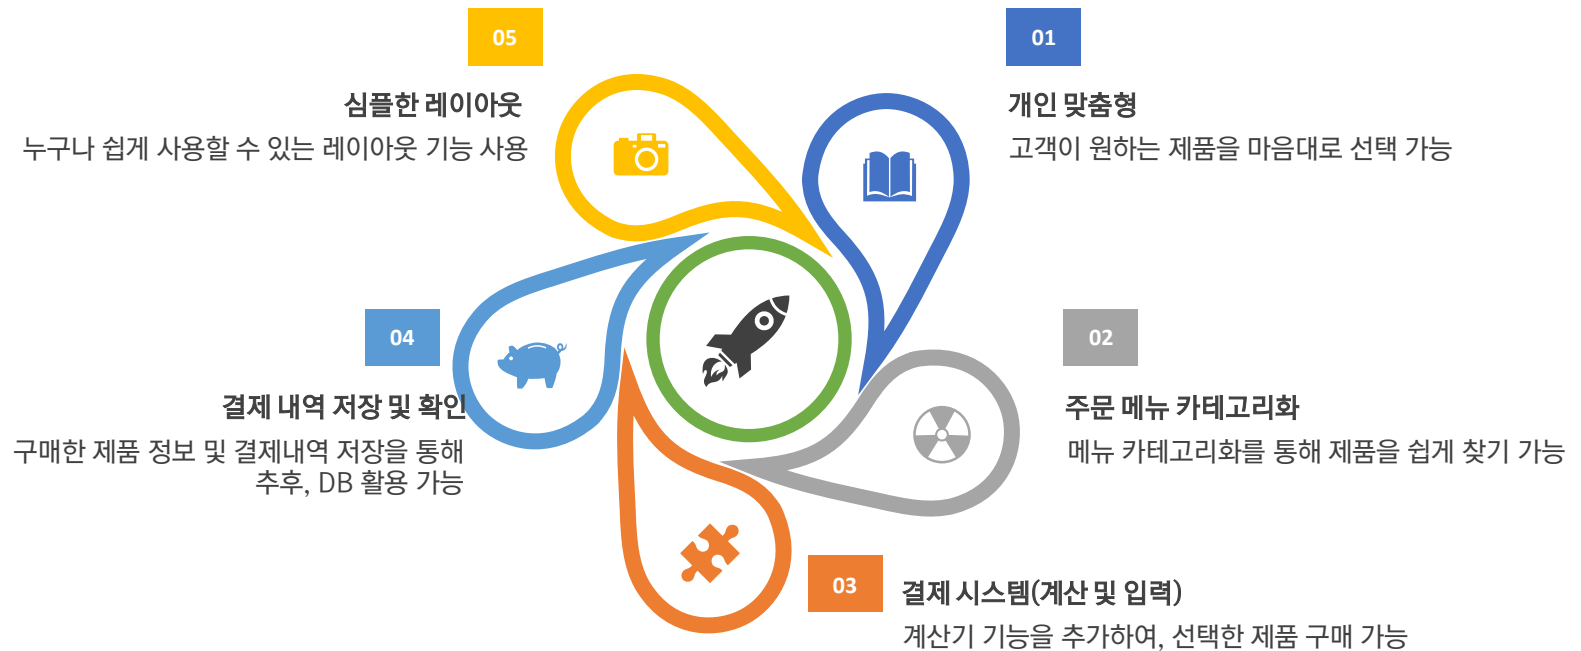 05
심플한 레이아웃
누구나 쉽게 사용할 수 있는 레이아웃 기능 사용
01
개인 맞춤형
고객이 원하는 제품을 마음대로 선택 가능
04
결제 내역 저장 및 확인
구매한 제품 정보 및 결제내역 저장을 통해
추후, DB 활용 가능
02
주문 메뉴 카테고리화
메뉴 카테고리화를 통해 제품을 쉽게 찾기 가능
03
결제 시스템(계산 및 입력)
계산기 기능을 추가하여, 선택한 제품 구매 가능